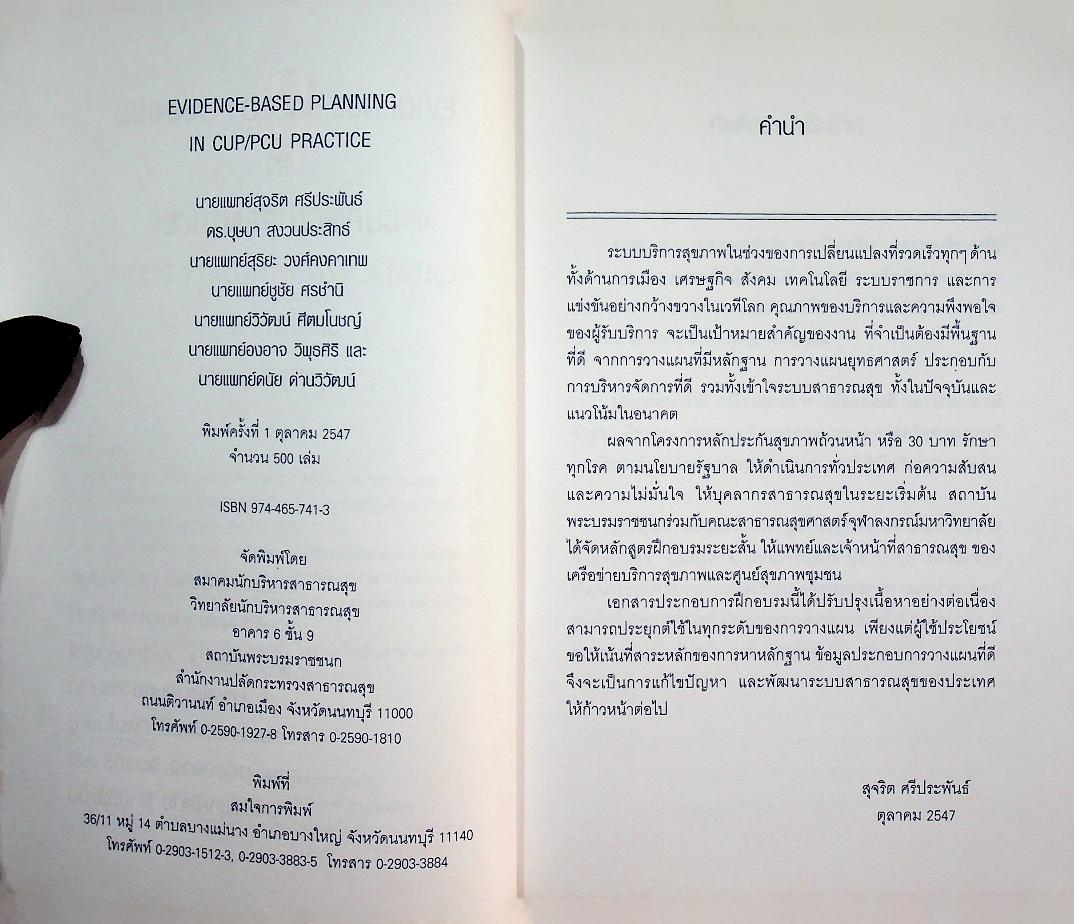 EVIDENCE-BASED PLANNING
IN CUP/PCU PRACTICE
นายแพทย์สุจริต ศรีประพันธ์
ดร.บุษบา สงวนประสิทธ์
นายแพทย์สุริยะ วงศ์คงคาเทพ
นายแพทย์ชูชัย ศรชำนิ
นายแพทย์วิวัฒน์ ศีตมโนชญ์
นายแพทย์องอาจ วิพุธศิริ และ
นายแพทย์ดนัย ด่านวิวัฒน์
พิมพ์ครั้งที่ 1 ตุลาคม 2547
จำนวน 500 เล่ม
ISBN 974-465-741-3
จัดพิมพ์โดย
สมาคมนักบริหารสาธารณสุข
วิทยาลัยนักบริหารสาธารณสุข
อาคาร 6 ชั้น 9
สถาบันพระบรมราชชนก
สำนักงานปลัดกระทรวงสาธารณสุข
ถนนติวานนท์ อำเภอเมือง จังหวัดนนทบุรี 11000
โทรศัพท์ 0-2590-1927-8 โทรสาร 0-2590-1810
พิมพ์ที่
สมใจการพิมพ์
36/11 หมู่ 14 ตำบลบางแม่นาง อำเภอบางใหญ่ จังหวัดนนทบุรี 11140
โทรศัพท์ 0-2903-1512-3, 0-2903-3883-5 โทรสาร 0-2903-3884
คำนำ
ระบบบริการสุขภาพในช่วงของการเปลี่ยนแปลงที่รวดเร็วทุกๆ ด้าน
ทั้งด้านการเมือง เศรษฐกิจ สังคม เทคโนโลยี ระบบราชการ และการ
แข่งขันอย่างกว้างขวางในเวทีโลก คุณภาพของบริการและความพึงพอใจ
ของผู้รับบริการ จะเป็นเป้าหมายสำคัญของงาน ที่จำเป็นต้องมีพื้นฐาน
ที่ดี จากการวางแผนที่มีหลักฐาน การวางแผนยุทธศาสตร์ ประกอบกับ
การบริหารจัดการที่ดี รวมทั้งเข้าใจระบบสาธารณสุข ทั้งในปัจจุบันและ
แนวโน้มในอนาคต
ผลจากโครงการหลักประกันสุขภาพถ้วนหน้า หรือ 30 บาท รักษา
ทุกโรค ตามนโยบายรัฐบาล ให้ดำเนินการทั่วประเทศ ก่อความสับสน
และความไม่มั่นใจ ให้บุคลากรสาธารณสุขในระยะเริ่มต้น สถาบัน
พระบรมราชชนกร่วมกับคณะสาธารณสุขศาสตร์จุฬาลงกรณ์มหาวิทยาลัย
ได้จัดหลักสูตรฝึกอบรมระยะสั้น ให้แพทย์และเจ้าหน้าที่สาธารณสุข ของ
เครือข่ายบริการสุขภาพและศูนย์สุขภาพชุมชน
เอกสารประกอบการฝึกอบรมนี้ได้ปรับปรุงเนื้อหาอย่างต่อเนื่อง
สามารถประยุกต์ใช้ในทุกระดับของการวางแผน เพียงแต่ผู้ใช้ประโยชน์
ขอให้เน้นที่สาระหลักของการหาหลักฐาน ข้อมูลประกอบการวางแผนที่ดี
จึงจะเป็นการแก้ไขปัญหา และพัฒนาระบบสาธารณสุขของประเทศ
ให้ก้าวหน้าต่อไป
สุจริต ศรีประพันธ์
ตุลาคม 2547